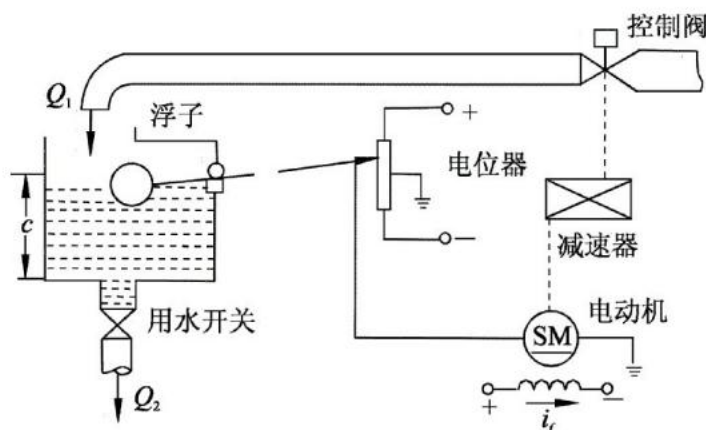 控制阀
Q₁
浮子
+
电位器
c
−
减速器
用水开关
电动机
SM
Q₂
+
−
i_f